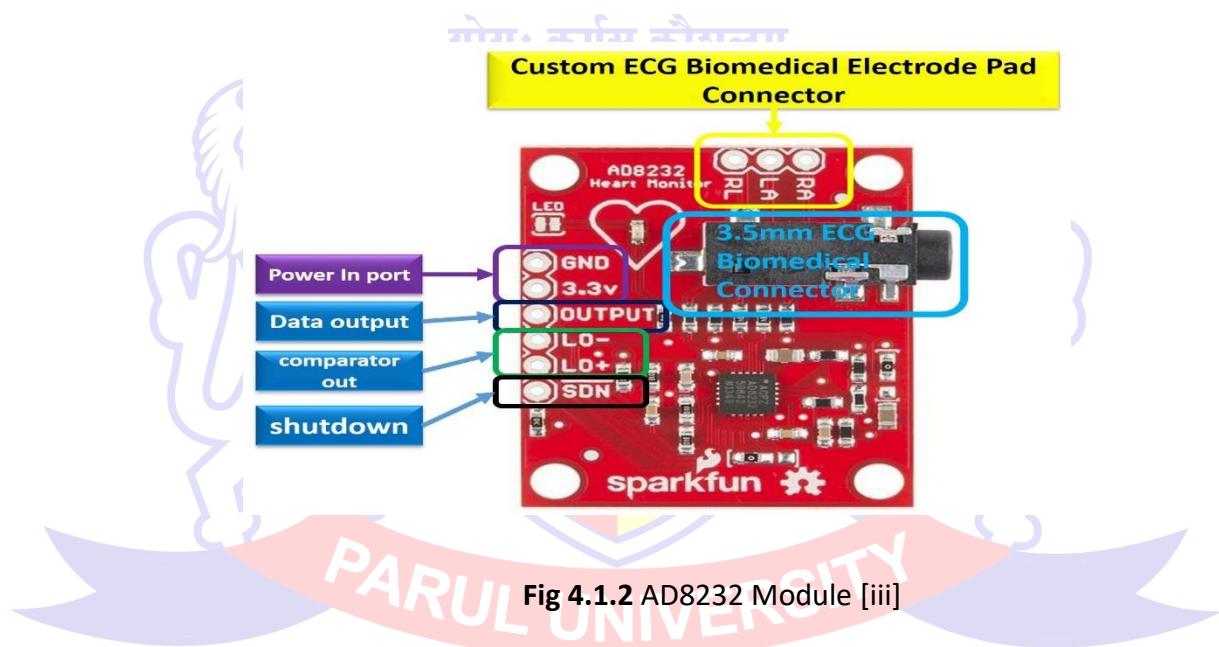 Custom ECG Biomedical Electrode Pad
Connector
AD8232
Heart Monitor
RL
LA
RA
LED
3.5mm ECG
Biomedical
Connector
Power In port
GND
3.3v
Data output
OUTPUT
comparator
out
LO-
LO+
shutdown
SDN
sparkfun
PARUL UNIVERSITY
Fig 4.1.2 AD8232 Module [iii]